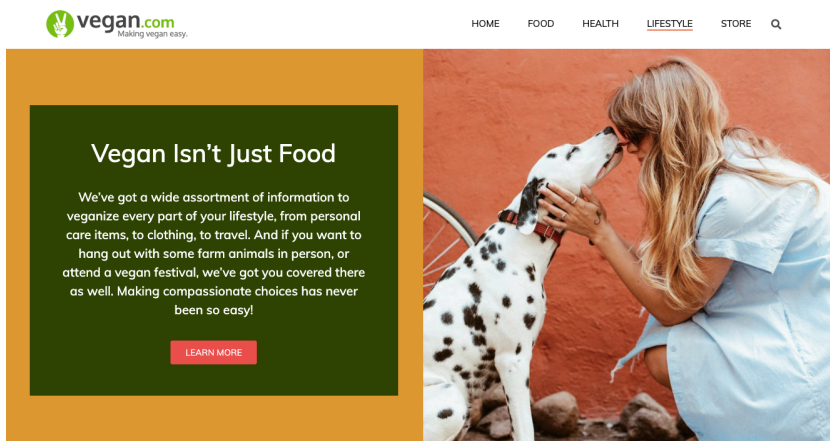 vegan.com
Making vegan easy.
HOME FOOD HEALTH LIFESTYLE STORE
Vegan Isn’t Just Food
We’ve got a wide assortment of information to
veganize every part of your lifestyle, from personal
care items, to clothing, to travel. And if you want to
hang out with some farm animals in person, or
attend a vegan festival, we’ve got you covered there
as well. Making compassionate choices has never
been so easy!
LEARN MORE